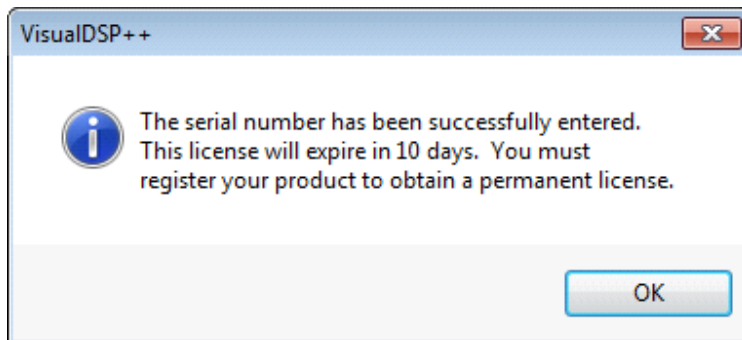 VisualDSP++
The serial number has been successfully entered.
This license will expire in 10 days.  You must
register your product to obtain a permanent license.
OK